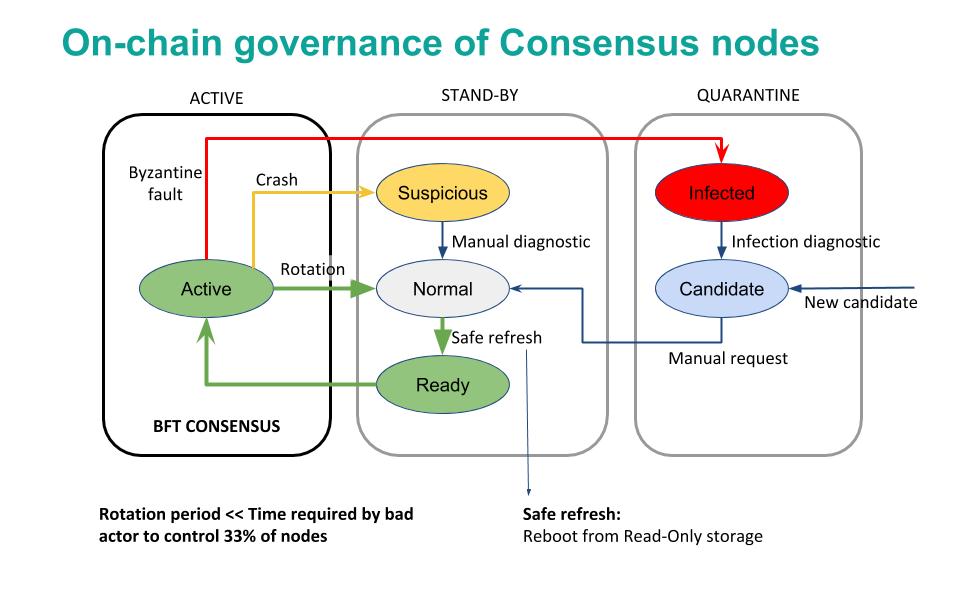 On-chain governance of Consensus nodes
ACTIVE
STAND-BY
QUARANTINE
Byzantine
fault
Crash
Suspicious
Infected
Manual diagnostic
Infection diagnostic
Rotation
Active
Normal
Candidate
New candidate
Safe refresh
Manual request
Ready
BFT CONSENSUS
Rotation period << Time required by bad
actor to control 33% of nodes
Safe refresh:
Reboot from Read-Only storage